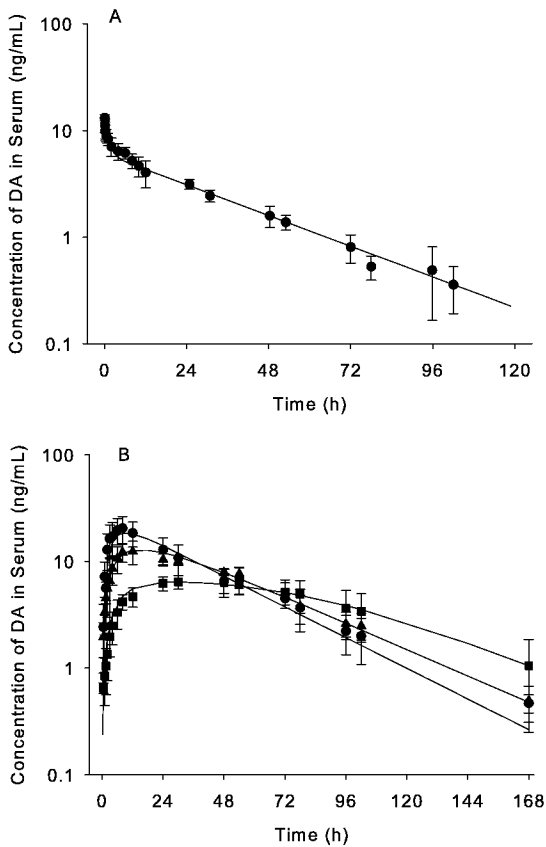 A
Concentration of DA in Serum (ng/mL)
100
10
1
0.1
0 24 48 72 96 120
Time (h)
B
Concentration of DA in Serum (ng/mL)
100
10
1
0.1
0 24 48 72 96 120 144 168
Time (h)